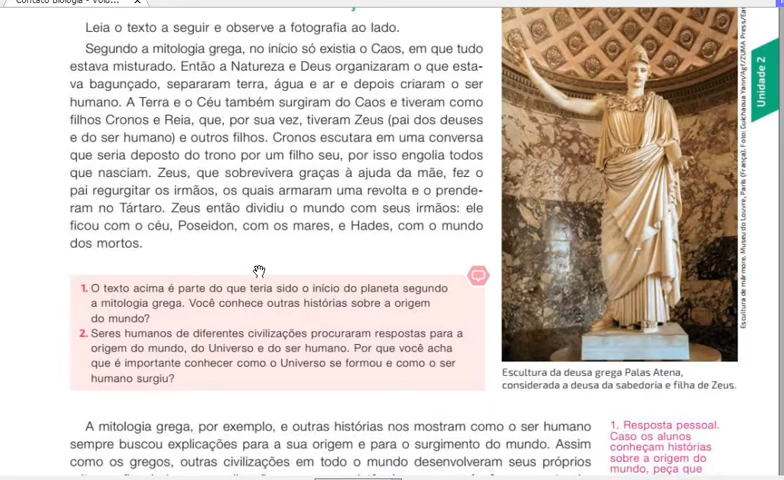 Contato Biologia - Volu...
Leia o texto a seguir e observe a fotografia ao lado.
Segundo a mitologia grega, no início só existia o Caos, em que tudo
estava misturado. Então a Natureza e Deus organizaram o que esta-
va bagunçado, separaram terra, água e ar e depois criaram o ser
humano. A Terra e o Céu também surgiram do Caos e tiveram como
filhos Cronos e Reia, que, por sua vez, tiveram Zeus (pai dos deuses
e do ser humano) e outros filhos. Cronos escutara em uma conversa
que seria deposto do trono por um filho seu, por isso engolia todos
que nasciam. Zeus, que sobrevivera graças à ajuda da mãe, fez o
pai regurgitar os irmãos, os quais armaram uma revolta e o prende-
ram no Tártaro. Zeus então dividiu o mundo com seus irmãos: ele
ficou com o céu, Poseidon, com os mares, e Hades, com o mundo
dos mortos.
1. O texto acima é parte do que teria sido o início do planeta segundo
a mitologia grega. Você conhece outras histórias sobre a origem
do mundo?
2. Seres humanos de diferentes civilizações procuraram respostas para a
origem do mundo, do Universo e do ser humano. Por que você acha
que é importante conhecer como o Universo se formou e como o ser
humano surgiu?
Unidade 2
Escultura de mármore. Museu do Louvre, Paris (França). Foto:
Escultura da deusa grega Palas Atena,
considerada a deusa da sabedoria e filha de Zeus.
A mitologia grega, por exemplo, e outras histórias nos mostram como o ser humano
sempre buscou explicações para a sua origem e para o surgimento do mundo. Assim
como os gregos, outras civilizações em todo o mundo desenvolveram seus próprios
1. Resposta pessoal.
Caso os alunos
conheçam histórias
sobre a origem do
mundo, peça que